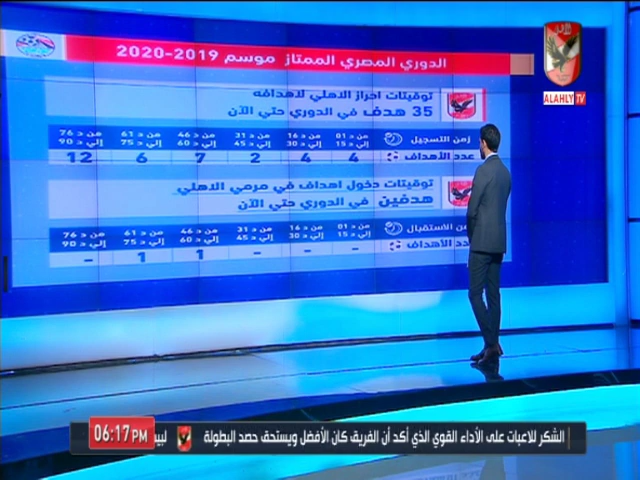 الدوري المصري الممتاز موسم 2019-2020
ALAHLY TV
توقيتات احراز الاهلي لاهدافه
35 هدف في الدوري حتي الآن
زمن التسجيل من د 01 إلي د 15 من د 16 إلي د 30 من د 31 إلي د 45 من د 46 إلي د 60 من د 61 إلي د 75 من د 76 إلي د 90
عدد الأهداف 4 4 2 7 6 12
توقيتات دخول اهداف في مرمي الاهلي
هدفين في الدوري حتي الآن
زمن الاستقبال من د 01 إلي د 15 من د 16 إلي د 30 من د 31 إلي د 45 من د 46 إلي د 60 من د 61 إلي د 75 من د 76 إلي د 90
عدد الأهداف - - - 1 1 -
الشكر للاعبات على الأداء القوي الذي أكد أن الفريق كان الأفضل ويستحق حصد البطولة
06:17 PM